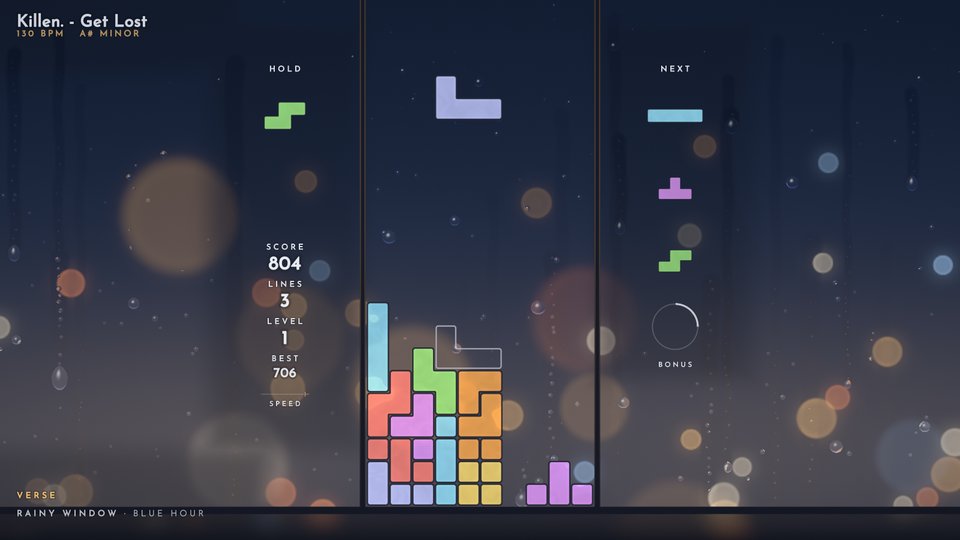 Killen. - Get Lost
130 BPM A# MINOR
HOLD
NEXT
SCORE
804
LINES
3
LEVEL
1
BEST
706
SPEED
BONUS
VERSE
RAINY WINDOW · BLUE HOUR